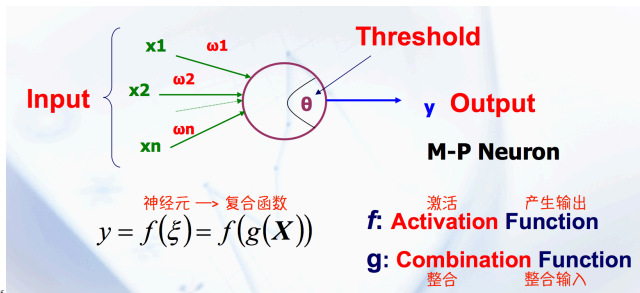 Threshold
x1 ω1
Input x2 ω2 θ y Output
ωn
xn
M-P Neuron
神经元 → 复合函数
y = f(ξ) = f(g(X))
激活 产生输出
f: Activation Function
g: Combination Function
整合 整合输入